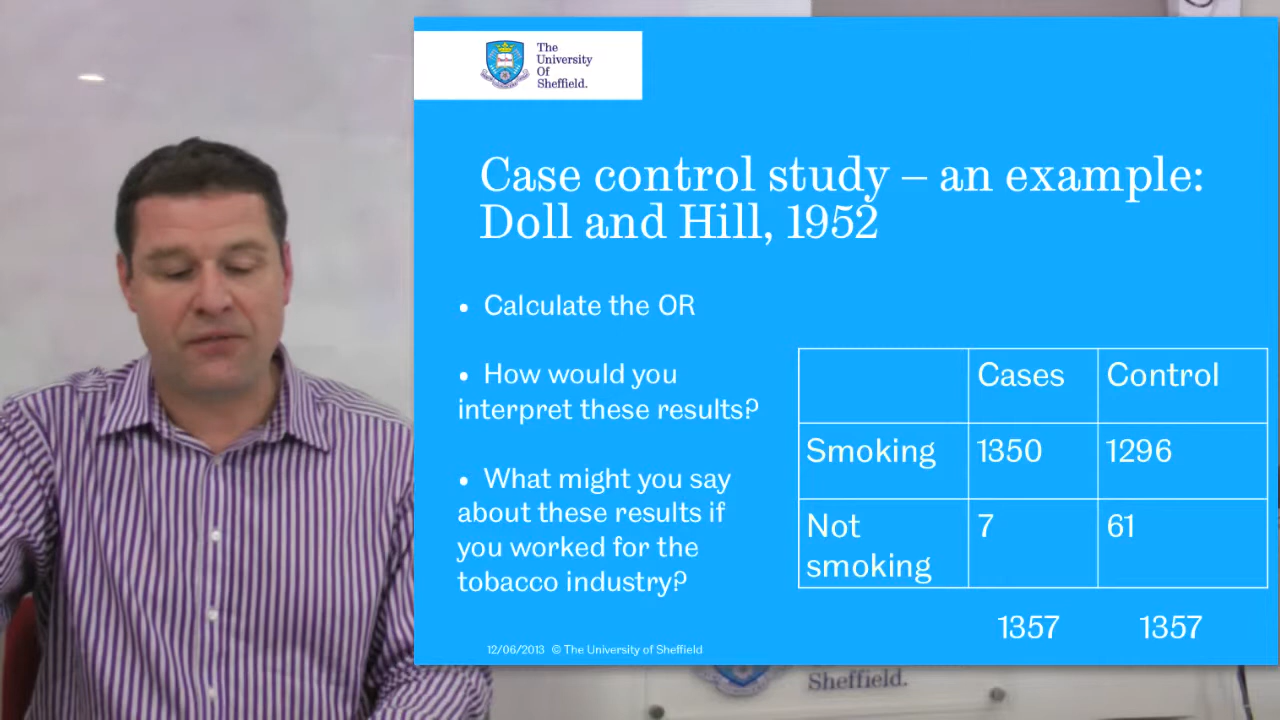 The
University
Of
Sheffield.
Case control study – an example:
Doll and Hill, 1952
• Calculate the OR
• How would you
interpret these results?
• What might you say
about these results if
you worked for the
tobacco industry?
Cases Control
Smoking 1350 1296
Not
smoking 7 61
1357 1357
12/06/2013 © The University of Sheffield
Sheffield.